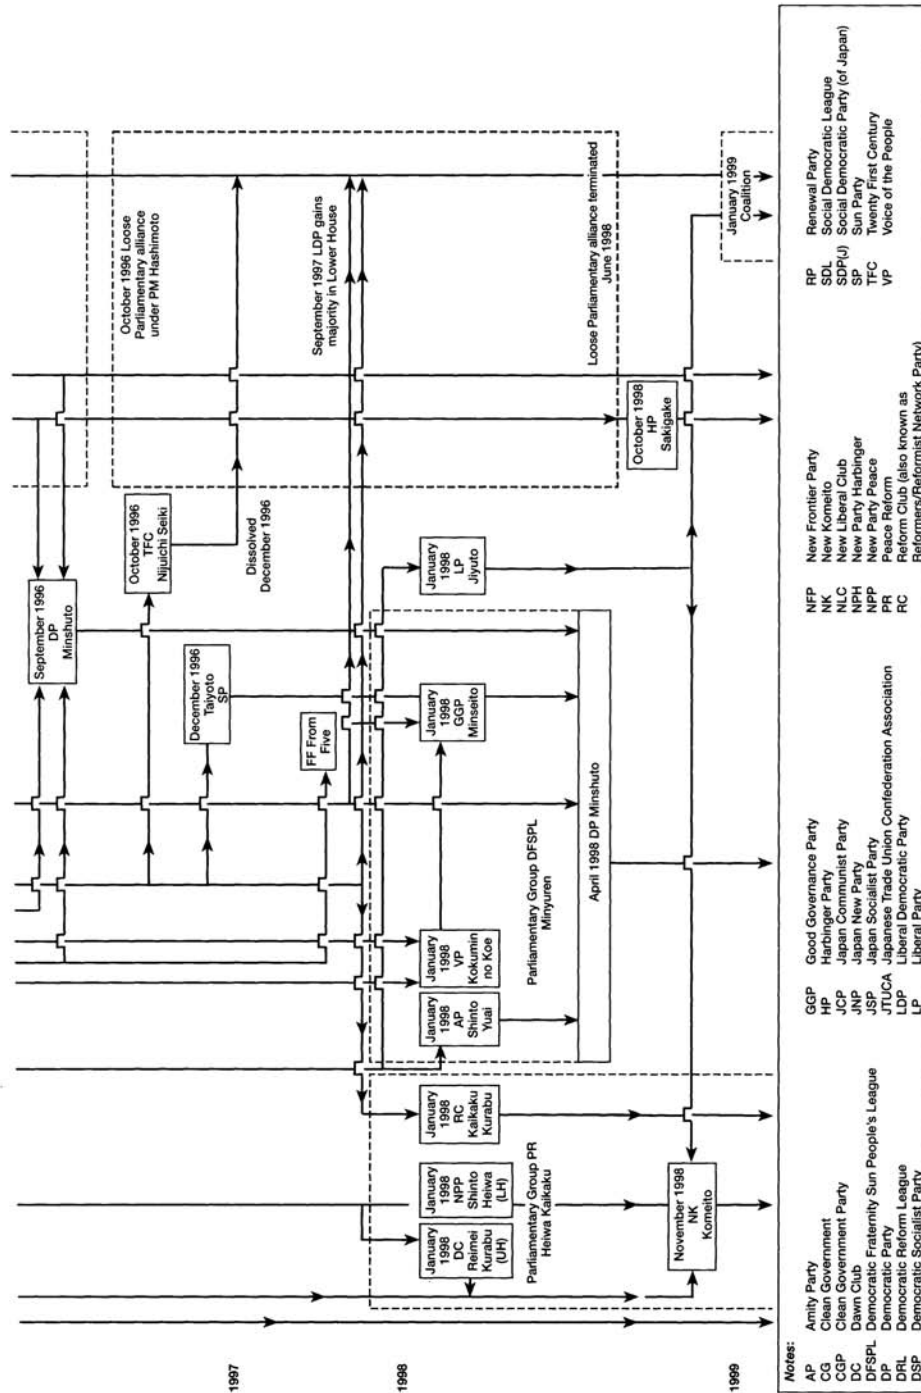 September 1996
DP
Minshuto
October 1996
TFC
Nijuichi Seiki
October 1996 Loose
Parliamentary alliance
under PM Hashimoto
December 1996
Taiyoto
SP
Dissolved
December 1996
1997
FF From
Five
September 1997 LDP gains
majority in Lower House
1998
January
1998
DC
Reimei
Kurabu
(UH)
January
1998
NPP
Shinto
Heiwa
(LH)
January
1998
RC
Kaikaku
Kurabu
January
1998
AP
Shinto
Yuai
January
1998
VP
Kokumin
no Koe
January
1998
GGP
Minseito
January
1998
LP
Jiyuto
Parliamentary Group PR
Heiwa Kaikaku
Parliamentary Group DFSPL
Minyuren
Loose Parliamentary alliance terminated
June 1998
April 1998 DP Minshuto
October 1998
HP
Sakigake
November 1998
NK
Komeito
January 1999
Coalition
1999
Notes:
AP Amity Party
CG Clean Government
CGP Clean Government Party
DC Dawn Club
DFSPL Democratic Fraternity Sun People's League
DP Democratic Party
DRL Democratic Reform League
DSP Democratic Socialist Party
GGP Good Governance Party
HP Harbinger Party
JCP Japan Communist Party
JNP Japan New Party
JSP Japan Socialist Party
JTUCA Japanese Trade Union Confederation Association
LDP Liberal Democratic Party
LP Liberal Party
NFP New Frontier Party
NK New Komeito
NLC New Liberal Club
NPH New Party Harbinger
NPP New Party Peace
PR Peace Reform
RC Reform Club (also known as
Reformers/Reformist Network Party)
RP Renewal Party
SDL Social Democratic League
SDP(J) Social Democratic Party (of Japan)
SP Sun Party
TFC Twenty First Century
VP Voice of the People